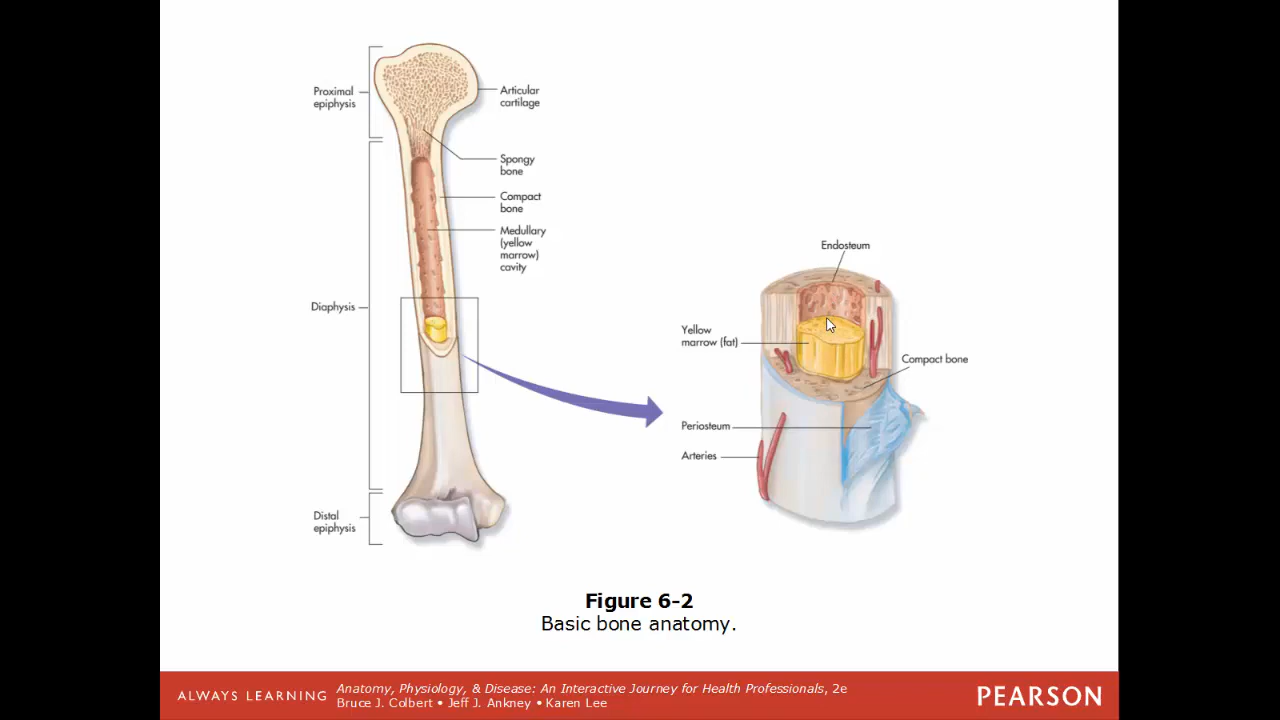 Proximal
epiphysis
Articular
cartilage
Spongy
bone
Compact
bone
Medullary
(yellow
marrow)
cavity
Diaphysis
Distal
epiphysis
Endosteum
Yellow
marrow (fat)
Compact bone
Periosteum
Arteries
Figure 6-2
Basic bone anatomy.
ALWAYS LEARNING
Anatomy, Physiology, & Disease: An Interactive Journey for Health Professionals, 2e
Bruce J. Colbert • Jeff J. Ankney • Karen Lee
PEARSON